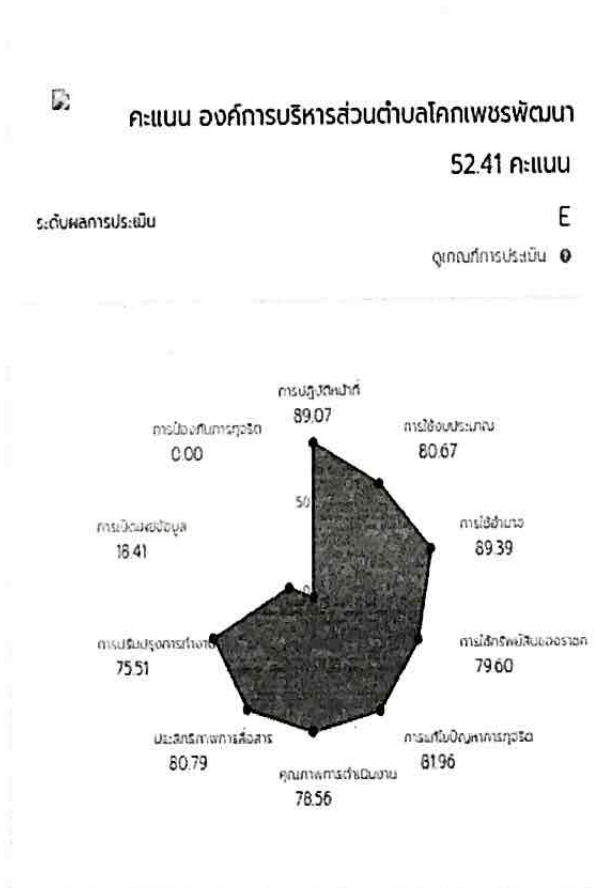 คะแนน องค์การบริหารส่วนตำบลโคกเพชรพัฒนา
52.41 คะแนน
ระดับผลการประเมิน
E
ดูเกณฑ์การประเมิน
การปฏิบัติหน้าที่
89.07
การป้องกันการทุจริต
0.00
การใช้งบประมาณ
80.67
50
การเปิดเผยข้อมูล
18.41
การใช้อำนาจ
89.39
0
การปรับปรุงการทำงาน
75.51
การใช้ทรัพย์สินของราชก
79.60
ประสิทธิภาพการสื่อสาร
80.79
การแก้ไขปัญหาการทุจริต
81.96
คุณภาพการดำเนินงาน
78.56